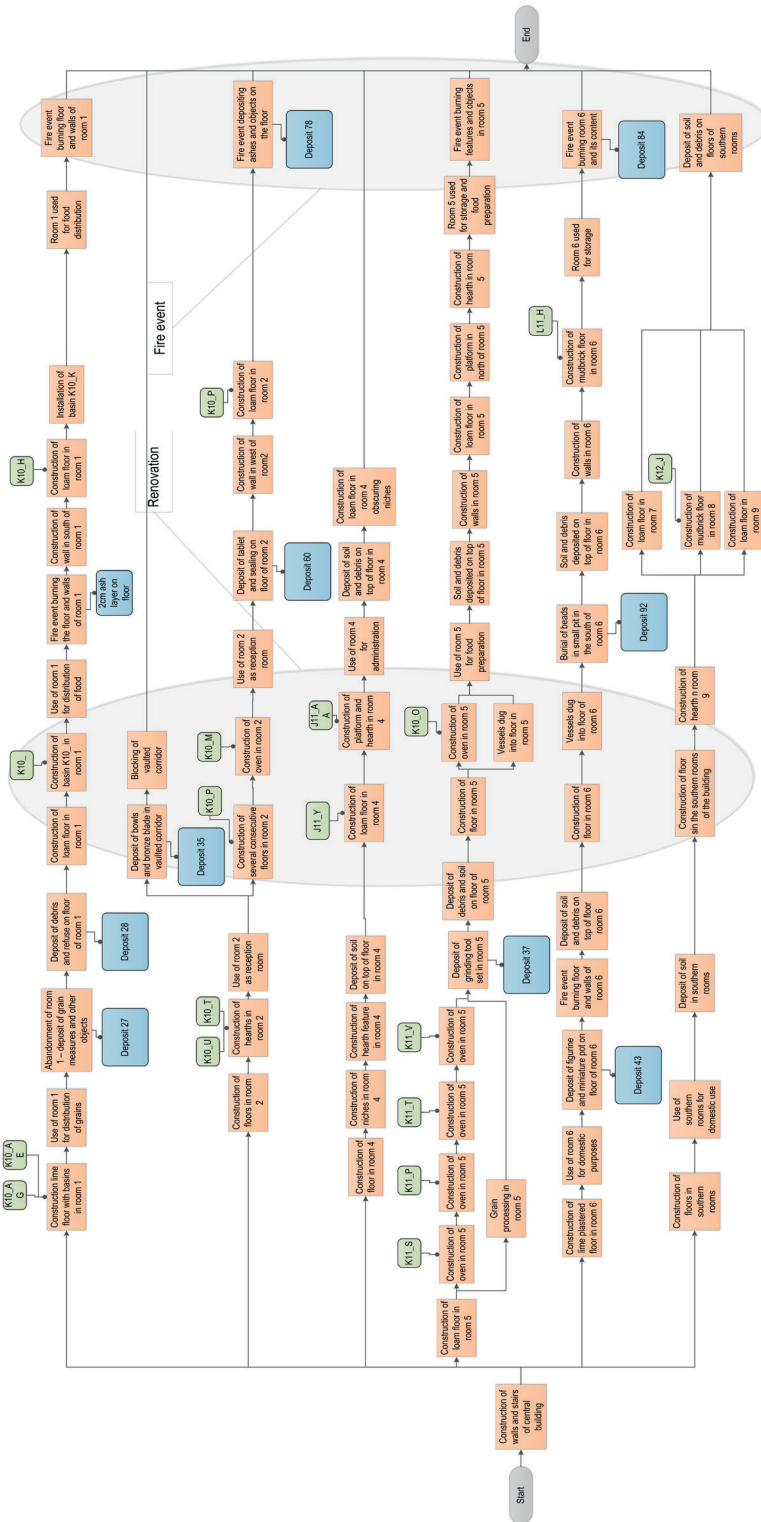 Start
Construction of
walls and stairs
of central
building
K10_A
G
K10_A
E
Construction lime
floor with basins
in room 1
Use of room 1
for distribution
of grains
Abandonment of room
1 – deposit of grain
measures and other
objects
Deposit 27
Deposit of debris
and refuse on floor
of room 1
Deposit 28
Construction of
loam floor in
room 1
K10_
Construction of
basin K10_ in
room 1
Use of room 1
for distribution
of food
Fire event burning
the floor and walls
of room 1
2cm ash
layer on
floor
Construction of
wall in south of
room 1
K10_H
Construction of
loam floor in
room 1
Installation of
basin K10_K
Room 1 used
for food
distribution
Fire event
burning floor
and walls of
room 1
Deposit of bowls
and bronze blade in
vaulted corridor
Deposit 35
Blocking of
vaulted
corridor
Renovation
Fire event
Construction of
floors in room
2
K10_U
K10_T
Construction of
hearths in
room 2
Use of room 2
as reception
room
K10_P
Construction of
several consecutive
floors in room 2
K10_M
Construction of
oven in room 2
Use of room 2
as reception
room
Deposit of tablet
and sealing on
floor of room 2
Deposit 60
Construction of
wall in west of
room2
K10_P
Construction of
loam floor in
room 2
Fire event depositing
ashes and objects on
the floor
Deposit 78
Construction of
floor in room 4
Construction of
niches in room
4
Construction of
hearth feature
in room 4
Deposit of soil
on top of floor
in room 4
J11_Y
Construction of
loam floor in
room 4
J11_A
A
Construction of
platform and
hearth in room
4
Use of room 4
for
administration
Deposit of soil
and debris on
top of floor in
room 4
Construction of
loam floor in
room 4
obscuring
niches
Construction of
loam floor in
room 5
K11_S
Construction of
oven in room 5
K11_P
Construction of
oven in room 5
K11_T
Construction of
oven in room 5
K11_V
Construction of
oven in room 5
Grain
processing in
room 5
Deposit of
grinding tool
set in room 5
Deposit 37
Deposit of
debris and soil
on floor of
room 5
Construction of
floor in room 5
K10_O
Construction of
oven in room 5
Vessels dug
into floor in
room 5
Use of room 5
for food
preparation
Soil and debris
deposited on top
of floor in room 5
Construction of
walls in room 5
Construction of
loam floor in
room 5
Construction of
platform in
north of room 5
Construction of
hearth in room
5
Room 5 used
for storage and
food
preparation
Fire event burning
features and objects
in room 5
Construction of
lime plastered
floor in room 6
Use of room 6
for domestic
purposes
Deposit of figurine
and miniature pot on
floor of room 6
Deposit 43
Fire event
burning floor
and walls of
room 6
Deposit of soil
and debris on
top of floor
room 6
Construction of
floor in room 6
Vessels dug
into floor of
room 6
Burial of beads
in small pit in
the south of
room 6
Deposit 92
Soil and debris
deposited on
top of floor in
room 6
Construction of
walls in room 6
L11_H
Construction of
mudbrick floor
in room 6
Room 6 used
for storage
Fire event
burning room 6
and its content
Deposit 84
Construction of
floors in
southern
rooms
Use of
southern
rooms for
domestic use
Deposit of soil
in southern
rooms
Construction of floor
sin the southern rooms
of the building
Construction of
hearth n room
9
Construction of
loam floor in
room 7
K12_J
Construction of
mudbrick floor
in room 8
Construction of
loam floor in
room 9
Deposit of soil
and debris on
floors of
southern
rooms
End